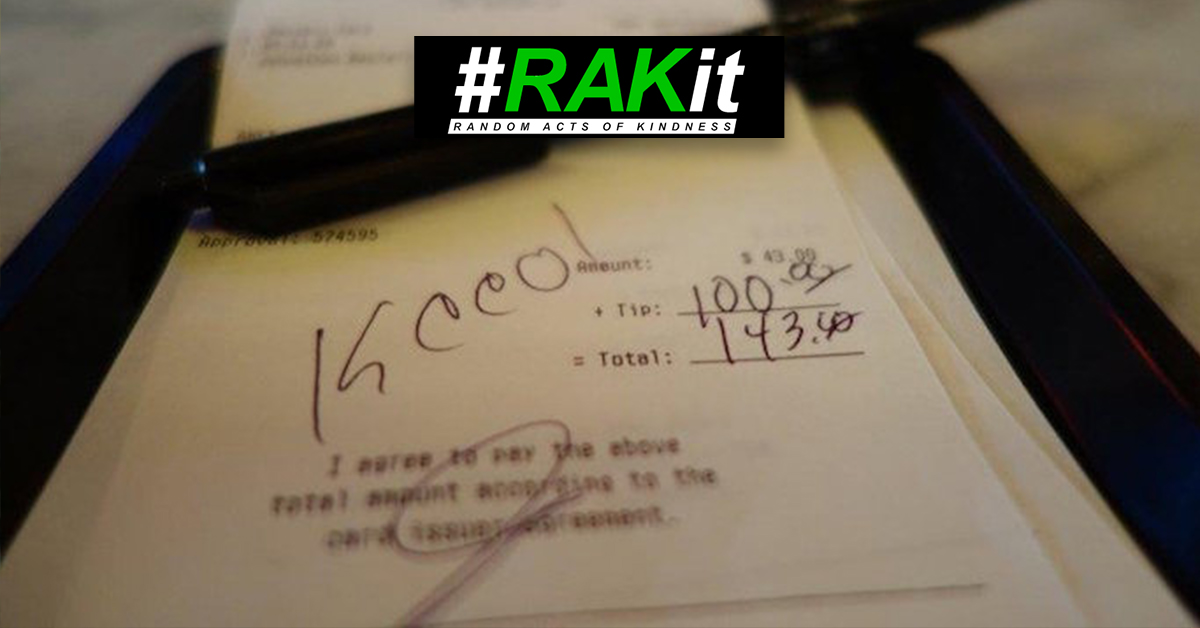 #RAKit
RANDOM ACTS OF KINDNESS
Approval: 574595
Amount: $ 43.00
+ Tip: 100.00
= Total: 143.00
I agree to pay the above
total amount according to the
card issuer agreement.